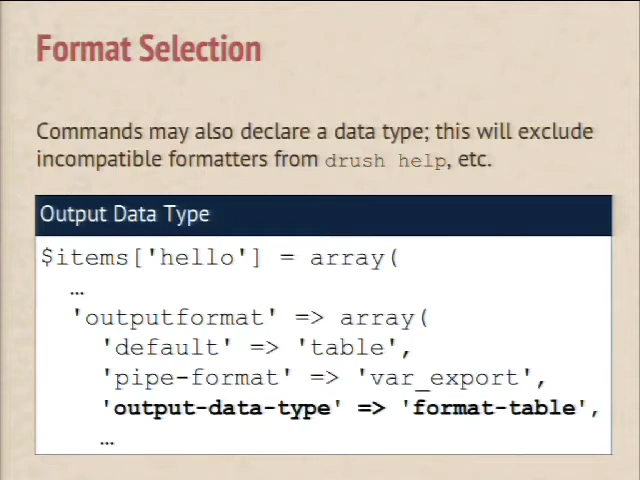 Format Selection
Commands may also declare a data type; this will exclude
incompatible formatters from drush help, etc.
Output Data Type
$items['hello'] = array(
…
'outputformat' => array(
'default' => 'table',
'pipe-format' => 'var_export',
'output-data-type' => 'format-table',
…